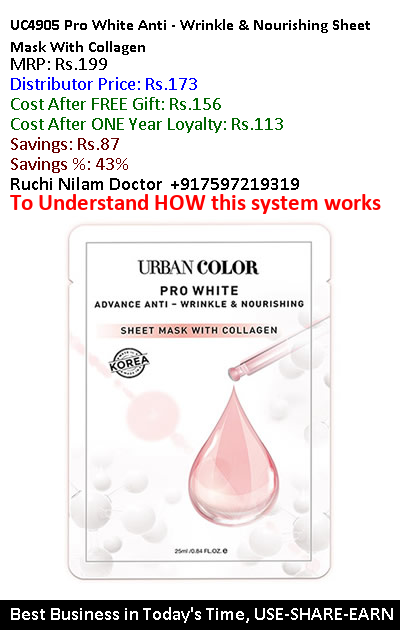 UC4905 Pro White Anti - Wrinkle & Nourishing Sheet
Mask With Collagen
MRP: Rs.199
Distributor Price: Rs.173
Cost After FREE Gift: Rs.156
Cost After ONE Year Loyalty: Rs.113
Savings: Rs.87
Savings %: 43%
Ruchi Nilam Doctor +917597219319
To Understand HOW this system works
URBAN COLOR
PRO WHITE
ADVANCE ANTI - WRINKLE & NOURISHING
SHEET MASK WITH COLLAGEN
MADE IN
KOREA
25ml /0.84 FL.OZ. e
Best Business in Today's Time, USE-SHARE-EARN